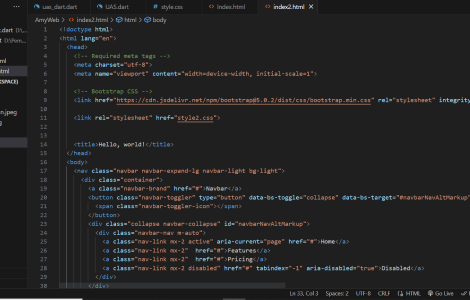 uas_dart.dart
UAS.dart
style.css
Index.html
index2.html
AmyWeb > index2.html > html > body
1 <!doctype html>
2 <html lang="en">
3 <head>
4 <!-- Required meta tags -->
5 <meta charset="utf-8">
6 <meta name="viewport" content="width=device-width, initial-scale=1">
7
8 <!-- Bootstrap CSS -->
9 <link href="https://cdn.jsdelivr.net/npm/bootstrap@5.0.2/dist/css/bootstrap.min.css" rel="stylesheet" integrity
10
11 <link rel="stylesheet" href="style2.css">
12
13
14 <title>Hello, world!</title>
15 </head>
16 <body>
17 <nav class="navbar navbar-expand-lg navbar-light bg-light">
18 <div class="container">
19 <a class="navbar-brand" href="#">Navbar</a>
20 <button class="navbar-toggler" type="button" data-bs-toggle="collapse" data-bs-target="#navbarNavAltMarkup"
21 <span class="navbar-toggler-icon"></span>
22 </button>
23 <div class="collapse navbar-collapse" id="navbarNavAltMarkup">
24 <div class="navbar-nav m-auto">
25 <a class="nav-link mx-2 active" aria-current="page" href="#">Home</a>
26 <a class="nav-link mx-2" href="#">Features</a>
27 <a class="nav-link mx-2" href="#">Pricing</a>
28 <a class="nav-link mx-2 disabled" href="#" tabindex="-1" aria-disabled="true">Disabled</a>
29 </div>
30 </div>
Ln 33, Col 3 Spaces: 2 UTF-8 CRLF HTML Go Live